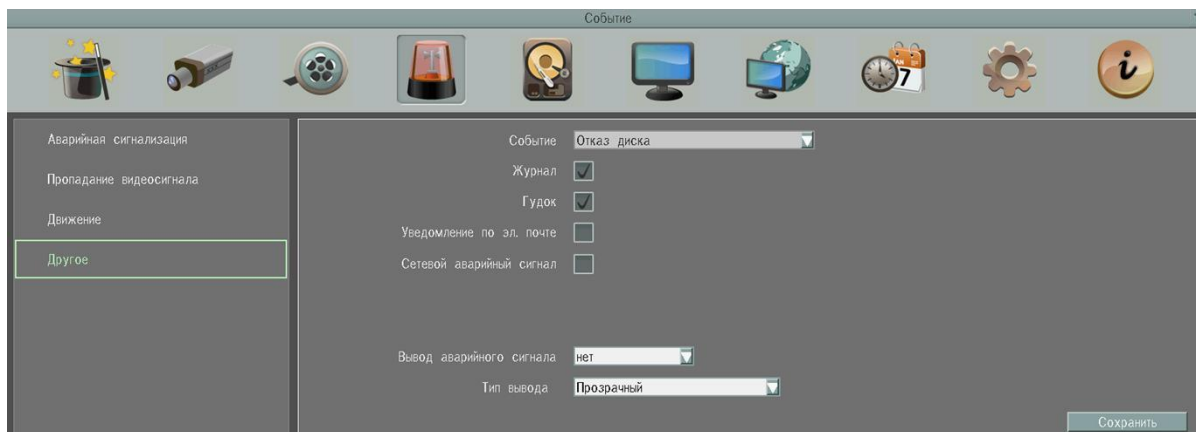 Событие
Аварийная сигнализация
Пропадание видеосигнала
Движение
Другое
Событие Отказ диска
Журнал
Гудок
Уведомление по эл. почте
Сетевой аварийный сигнал
Вывод аварийного сигнала нет
Тип вывода Прозрачный
Сохранить